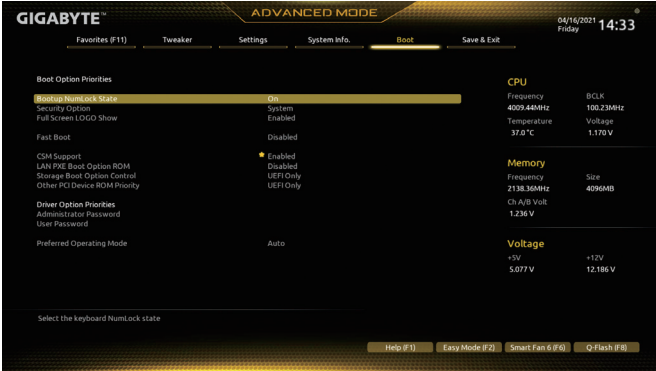 GIGABYTE™
ADVANCED MODE
04/16/2021 14:33
Friday
Favorites (F11) Tweaker Settings System Info. Boot Save & Exit
Boot Option Priorities
Bootup NumLock State On
Security Option System
Full Screen LOGO Show Enabled
Fast Boot Disabled
CSM Support Enabled
LAN PXE Boot Option ROM Disabled
Storage Boot Option Control UEFI Only
Other PCI Device ROM Priority UEFI Only
Driver Option Priorities
Administrator Password
User Password
Preferred Operating Mode Auto
CPU
Frequency BCLK
4009.44MHz 100.23MHz
Temperature Voltage
37.0 °C 1.170 V
Memory
Frequency Size
2138.36MHz 4096MB
Ch A/B Volt
1.236 V
Voltage
+5V +12V
5.077 V 12.186 V
Select the keyboard NumLock state
Help (F1) Easy Mode (F2) Smart Fan 6 (F6) Q-Flash (F8)